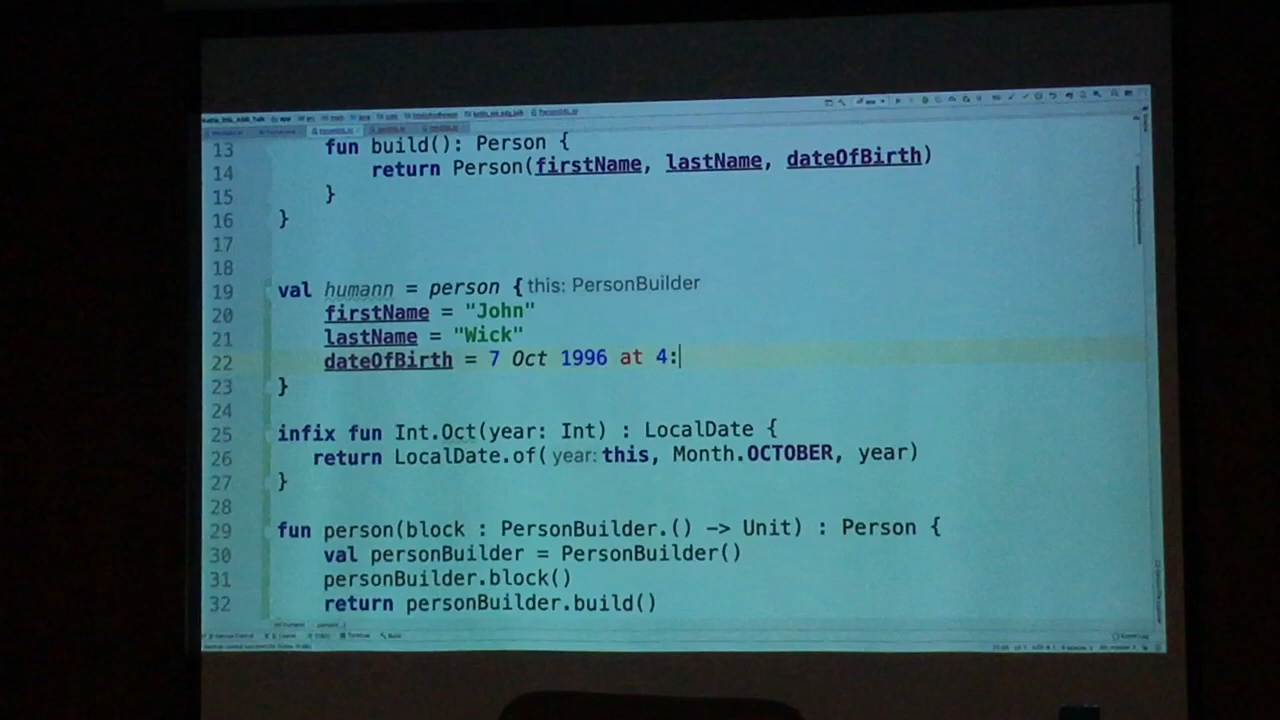 13 fun build(): Person {
14 return Person(firstName, lastName, dateOfBirth)
15 }
16 }
17
18
19 val humann = person { this: PersonBuilder
20 firstName = "John"
21 lastName = "Wick"
22 dateOfBirth = 7 Oct 1996 at 4:
23 }
24
25 infix fun Int.Oct(year: Int) : LocalDate {
26 return LocalDate.of( year: this, Month.OCTOBER, year)
27 }
28
29 fun person(block : PersonBuilder.() -> Unit) : Person {
30 val personBuilder = PersonBuilder()
31 personBuilder.block()
32 return personBuilder.build()